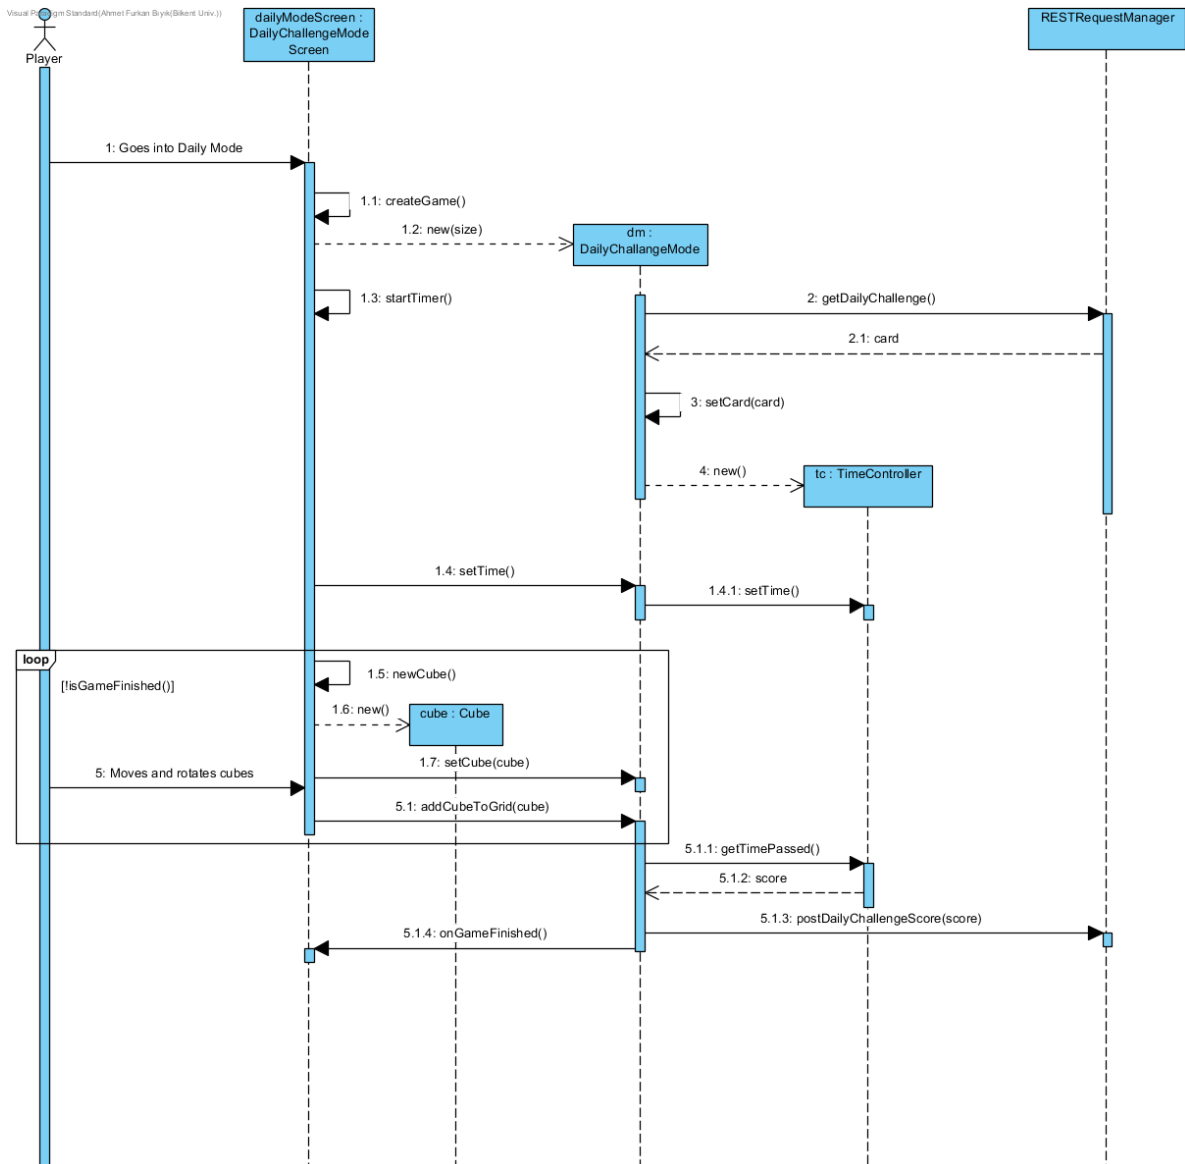 Visual Paradigm Standard(Ahmet Furkan Bıyık(Bilkent Univ.))
Player
dailyModeScreen :
DailyChallengeMode
Screen
RESTRequestManager
1: Goes into Daily Mode
1.1: createGame()
1.2: new(size)
dm :
DailyChallangeMode
1.3: startTimer()
2: getDailyChallenge()
2.1: card
3: setCard(card)
4: new()
tc : TimeController
1.4: setTime()
1.4.1: setTime()
loop
[!isGameFinished()]
1.5: newCube()
1.6: new()
cube : Cube
1.7: setCube(cube)
5: Moves and rotates cubes
5.1: addCubeToGrid(cube)
5.1.1: getTimePassed()
5.1.2: score
5.1.3: postDailyChallengeScore(score)
5.1.4: onGameFinished()